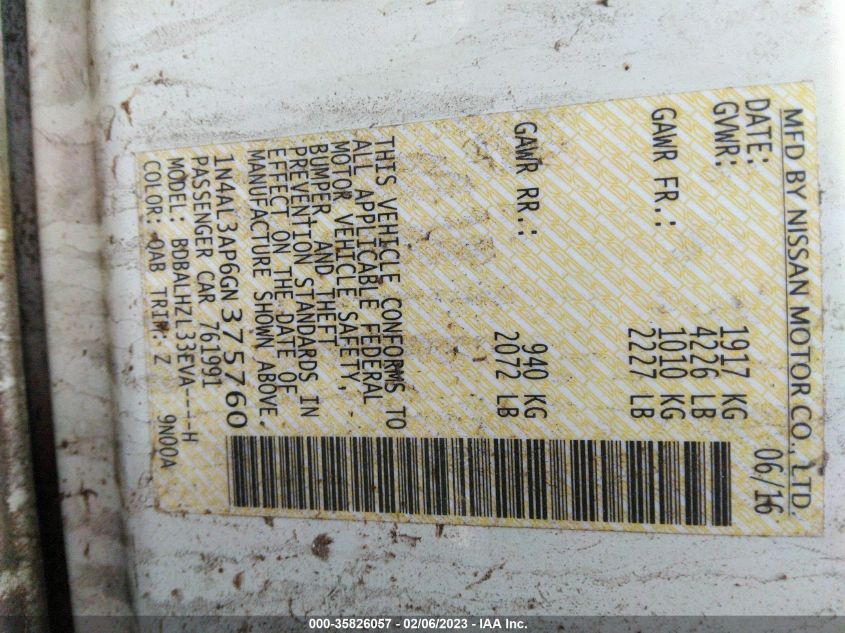 MFD BY NISSAN MOTOR CO., LTD.
DATE: 06/16
GVWR: 1917 KG
4226 LB
GAWR FR.: 1010 KG
2227 LB
GAWR RR.: 940 KG
2072 LB
THIS VEHICLE CONFORMS TO
ALL APPLICABLE FEDERAL
MOTOR VEHICLE SAFETY,
BUMPER, AND THEFT
PREVENTION STANDARDS IN
EFFECT ON THE DATE OF
MANUFACTURE SHOWN ABOVE.
1N4AL3AP6GN375760
PASSENGER CAR 761991
MODEL: BDBALHZL33EVA----H
COLOR: QAB TRIM: Z 9N00A
000-35826057 - 02/06/2023 - IAA Inc.